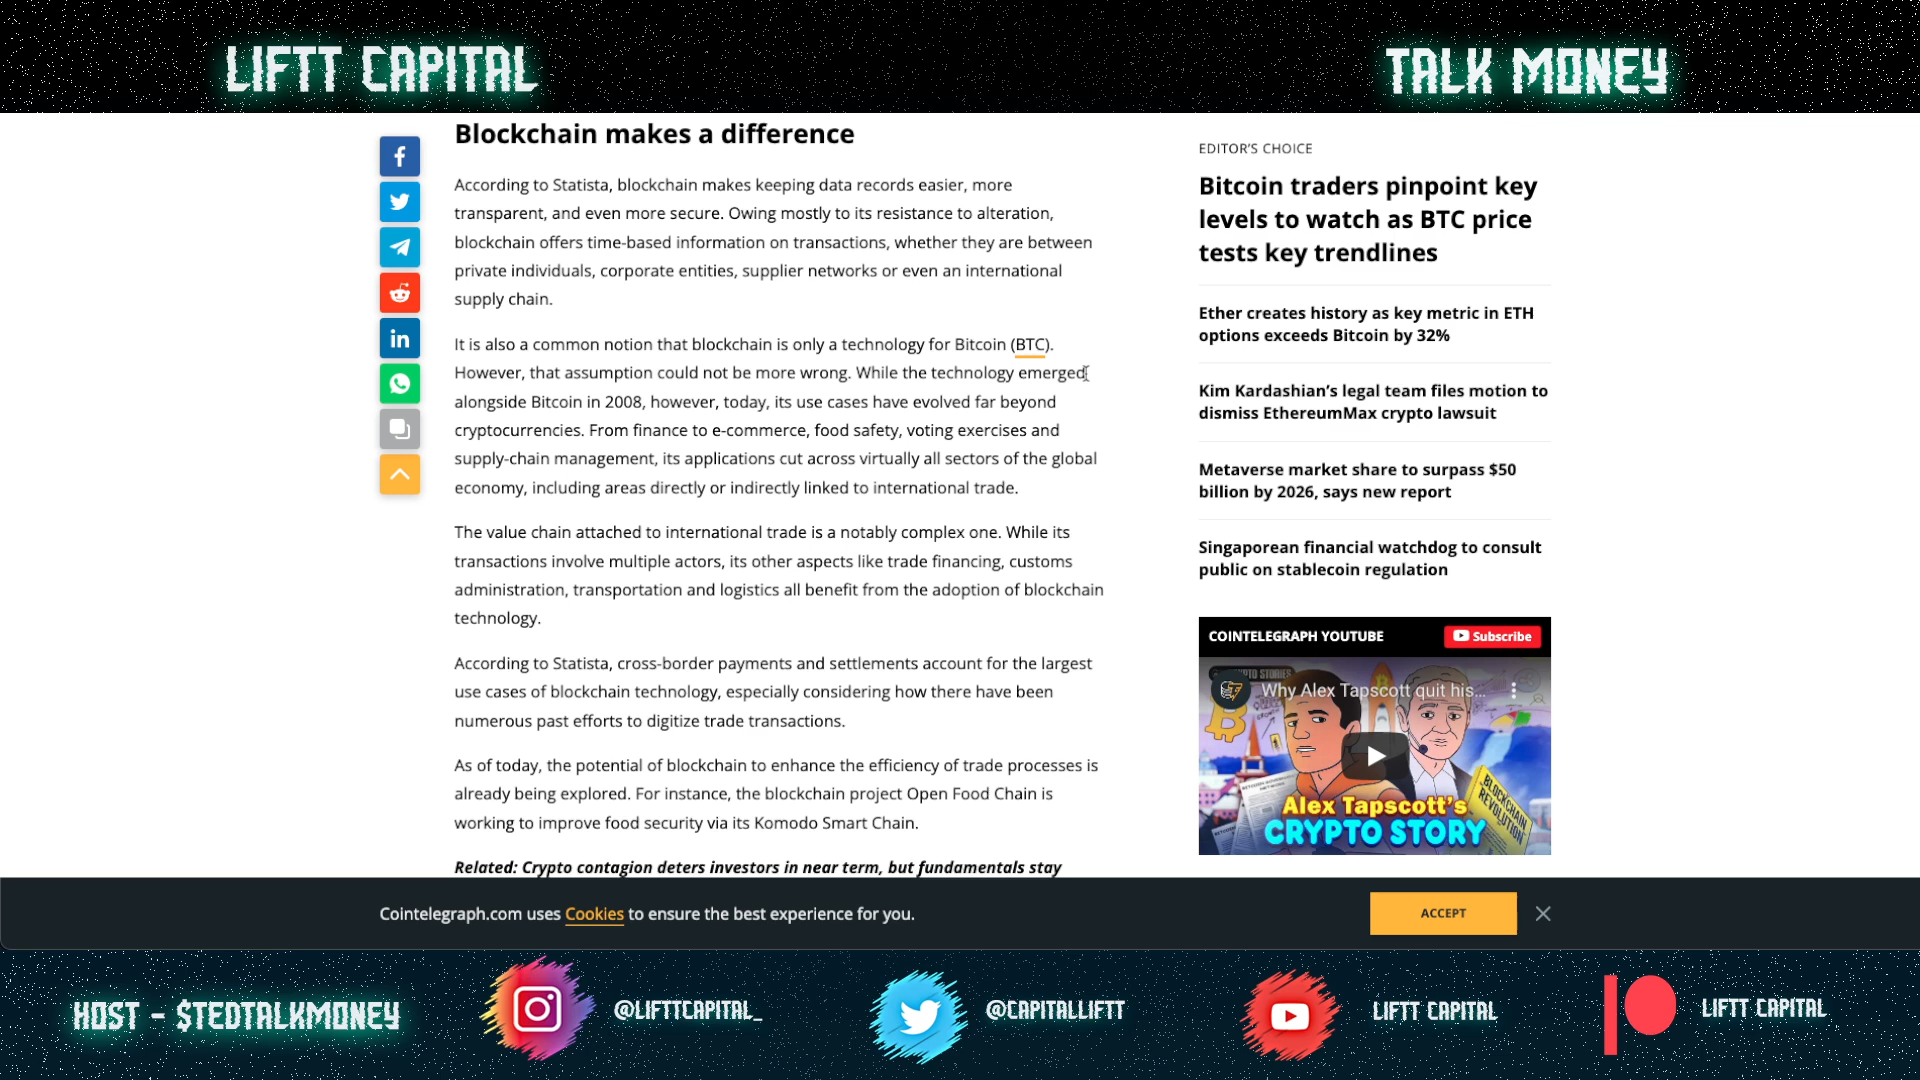 LIFTT CAPITAL
TALK MONEY
Blockchain makes a difference
According to Statista, blockchain makes keeping data records easier, more
transparent, and even more secure. Owing mostly to its resistance to alteration,
blockchain offers time-based information on transactions, whether they are between
private individuals, corporate entities, supplier networks or even an international
supply chain.
It is also a common notion that blockchain is only a technology for Bitcoin (BTC).
However, that assumption could not be more wrong. While the technology emerged
alongside Bitcoin in 2008, however, today, its use cases have evolved far beyond
cryptocurrencies. From finance to e-commerce, food safety, voting exercises and
supply-chain management, its applications cut across virtually all sectors of the global
economy, including areas directly or indirectly linked to international trade.
The value chain attached to international trade is a notably complex one. While its
transactions involve multiple actors, its other aspects like trade financing, customs
administration, transportation and logistics all benefit from the adoption of blockchain
technology.
According to Statista, cross-border payments and settlements account for the largest
use cases of blockchain technology, especially considering how there have been
numerous past efforts to digitize trade transactions.
As of today, the potential of blockchain to enhance the efficiency of trade processes is
already being explored. For instance, the blockchain project Open Food Chain is
working to improve food security via its Komodo Smart Chain.
Related: Crypto contagion deters investors in near term, but fundamentals stay
EDITOR'S CHOICE
Bitcoin traders pinpoint key
levels to watch as BTC price
tests key trendlines
Ether creates history as key metric in ETH
options exceeds Bitcoin by 32%
Kim Kardashian's legal team files motion to
dismiss EthereumMax crypto lawsuit
Metaverse market share to surpass $50
billion by 2026, says new report
Singaporean financial watchdog to consult
public on stablecoin regulation
COINTELEGRAPH YOUTUBE
Subscribe
Why Alex Tapscott quit his...
BLOCKCHAIN
REVOLUTION
Alex Tapscott's
CRYPTO STORY
Cointelegraph.com uses Cookies to ensure the best experience for you.
ACCEPT
HOST - $TEDTALKMONEY
@LIFTTCAPITAL_
@CAPITALLIFTT
LIFTT CAPITAL
LIFTT CAPITAL